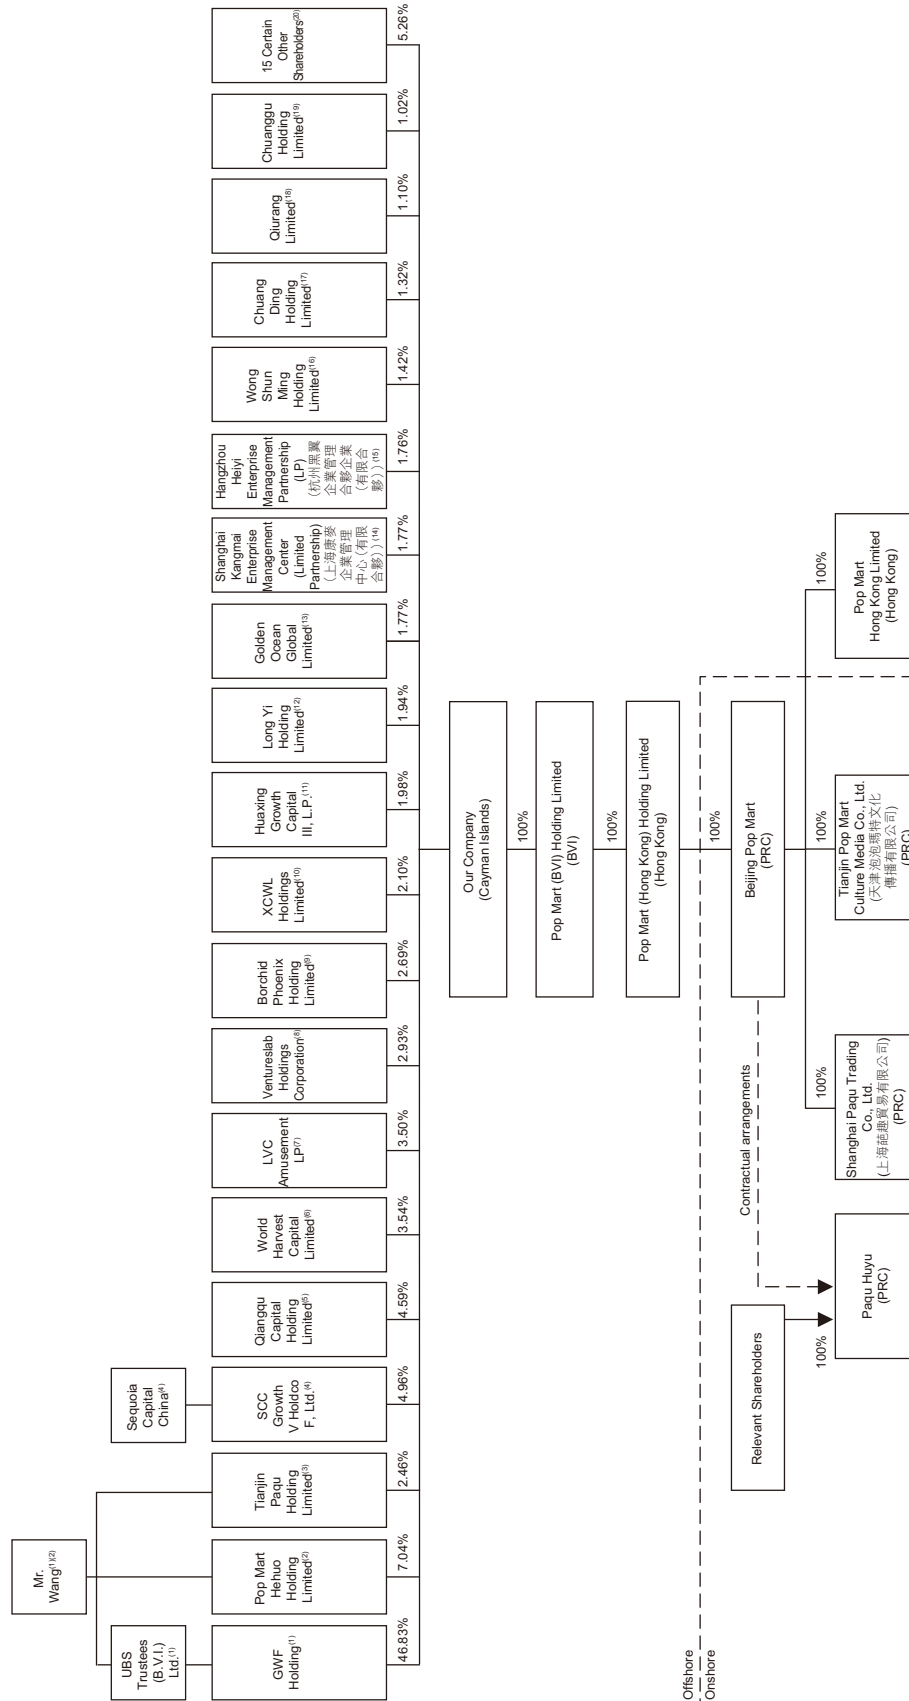 Mr.
Wang(1)(2)
UBS
Trustees
(B.V.I.)
Ltd.(1)
Sequoia
Capital
China(4)
GWF
Holding(1)
Pop Mart
Hehuo
Holding
Limited(2)
Tianjin
Paqu
Holding
Limited(3)
SCC
Growth
V Holdco
F, Ltd.(4)
Qiangqu
Capital
Holding
Limited(5)
World
Harvest
Capital
Limited(6)
LVC
Amusement
LP(7)
Ventureslab
Holdings
Corporation(8)
Borchid
Phoenix
Holding
Limited(9)
XCWL
Holdings
Limited(10)
Huaxing
Growth
Capital
III, L.P.(11)
Long Yi
Holding
Limited(12)
Golden
Ocean
Global
Limited(13)
Shanghai
Kangmai
Enterprise
Management
Center
(Limited
Partnership)
(上海康麥
企業管理
中心(有限
合夥))(14)
Hangzhou
Heiyi
Enterprise
Management
Partnership
(LP)
(杭州黑翼
企業管理
合夥企業
(有限合
夥))(15)
Wong
Shun
Ming
Holding
Limited(16)
Chuang
Ding
Holding
Limited(17)
Qiurang
Limited(18)
Chuanggu
Holding
Limited(19)
15 Certain
Other
Shareholders(20)
46.83%
7.04%
2.46%
4.96%
4.59%
3.54%
3.50%
2.93%
2.69%
2.10%
1.98%
1.94%
1.77%
1.77%
1.76%
1.42%
1.32%
1.10%
1.02%
5.26%
Our Company
(Cayman Islands)
100%
Pop Mart (BVI) Holding Limited
(BVI)
100%
Pop Mart (Hong Kong) Holding Limited
(Hong Kong)
Offshore
Onshore
100%
Relevant Shareholders
Beijing Pop Mart
(PRC)
Contractual arrangements
100%
100%
100%
100%
Paqu Huyu
(PRC)
Shanghai Paqu Trading
Co., Ltd.
(上海葩趣貿易有限公司)
(PRC)
Tianjin Pop Mart
Culture Media Co., Ltd.
(天津泡泡瑪特文化
傳播有限公司)
(PRC)
Pop Mart
Hong Kong Limited
(Hong Kong)